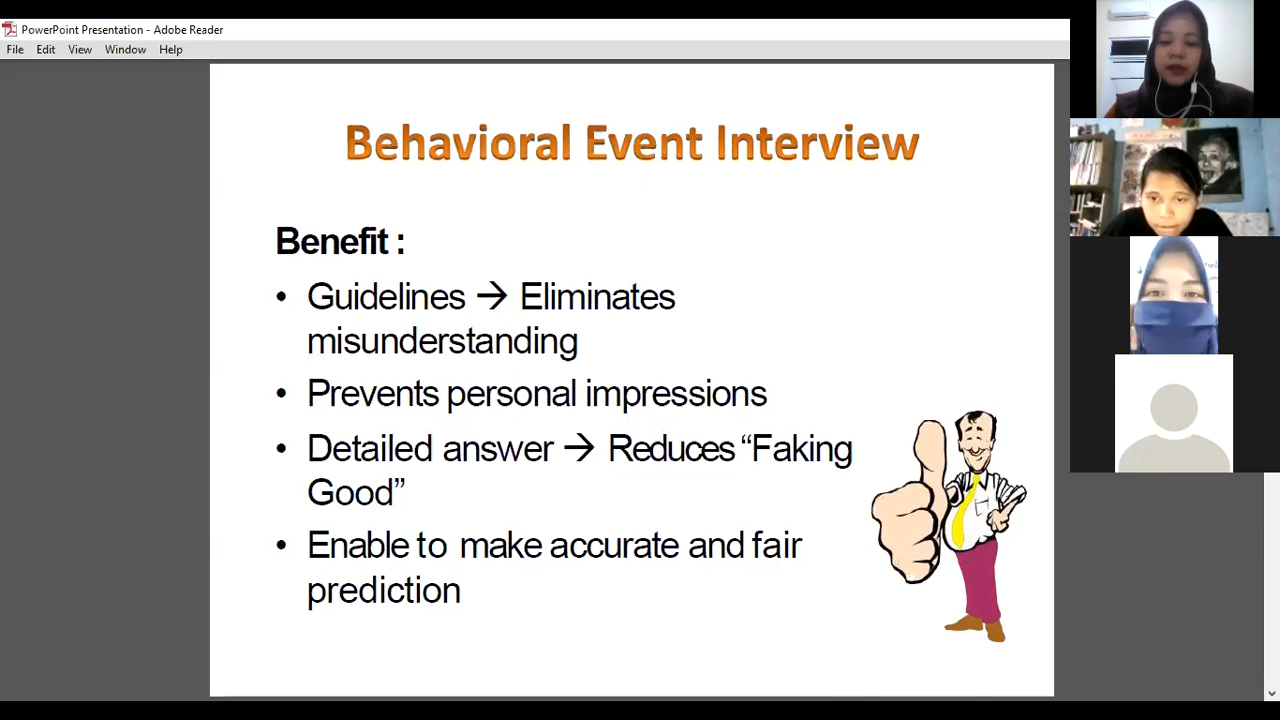 PowerPoint Presentation - Adobe Reader
File Edit View Window Help
Behavioral Event Interview
Benefit :
• Guidelines → Eliminates
misunderstanding
• Prevents personal impressions
• Detailed answer → Reduces “Faking
Good”
• Enable to make accurate and fair
prediction